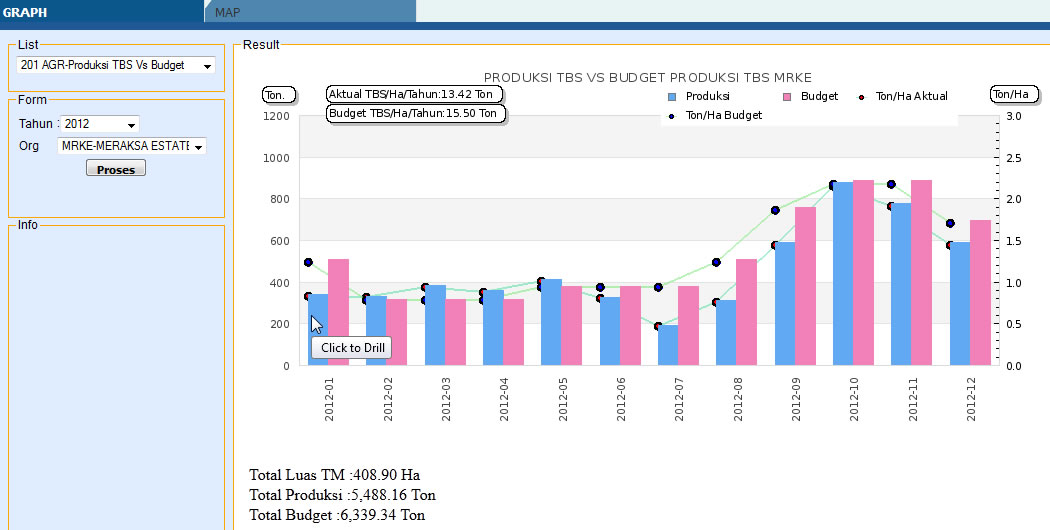 GRAPH MAP
List
201 AGR-Produksi TBS Vs Budget
Form
Tahun : 2012
Org MRKE-MERAKSA ESTATE
Proses
Info
Result
PRODUKSI TBS VS BUDGET PRODUKSI TBS MRKE
Ton.
Aktual TBS/Ha/Tahun:13.42 Ton
Budget TBS/Ha/Tahun:15.50 Ton
Produksi Budget Ton/Ha Aktual
Ton/Ha Budget
Ton/Ha
1200
1000
800
600
400
200
0
3.0
2.5
2.0
1.5
1.0
0.5
0.0
Click to Drill
2012-01
2012-02
2012-03
2012-04
2012-05
2012-06
2012-07
2012-08
2012-09
2012-10
2012-11
2012-12
Total Luas TM :408.90 Ha
Total Produksi :5,488.16 Ton
Total Budget :6,339.34 Ton